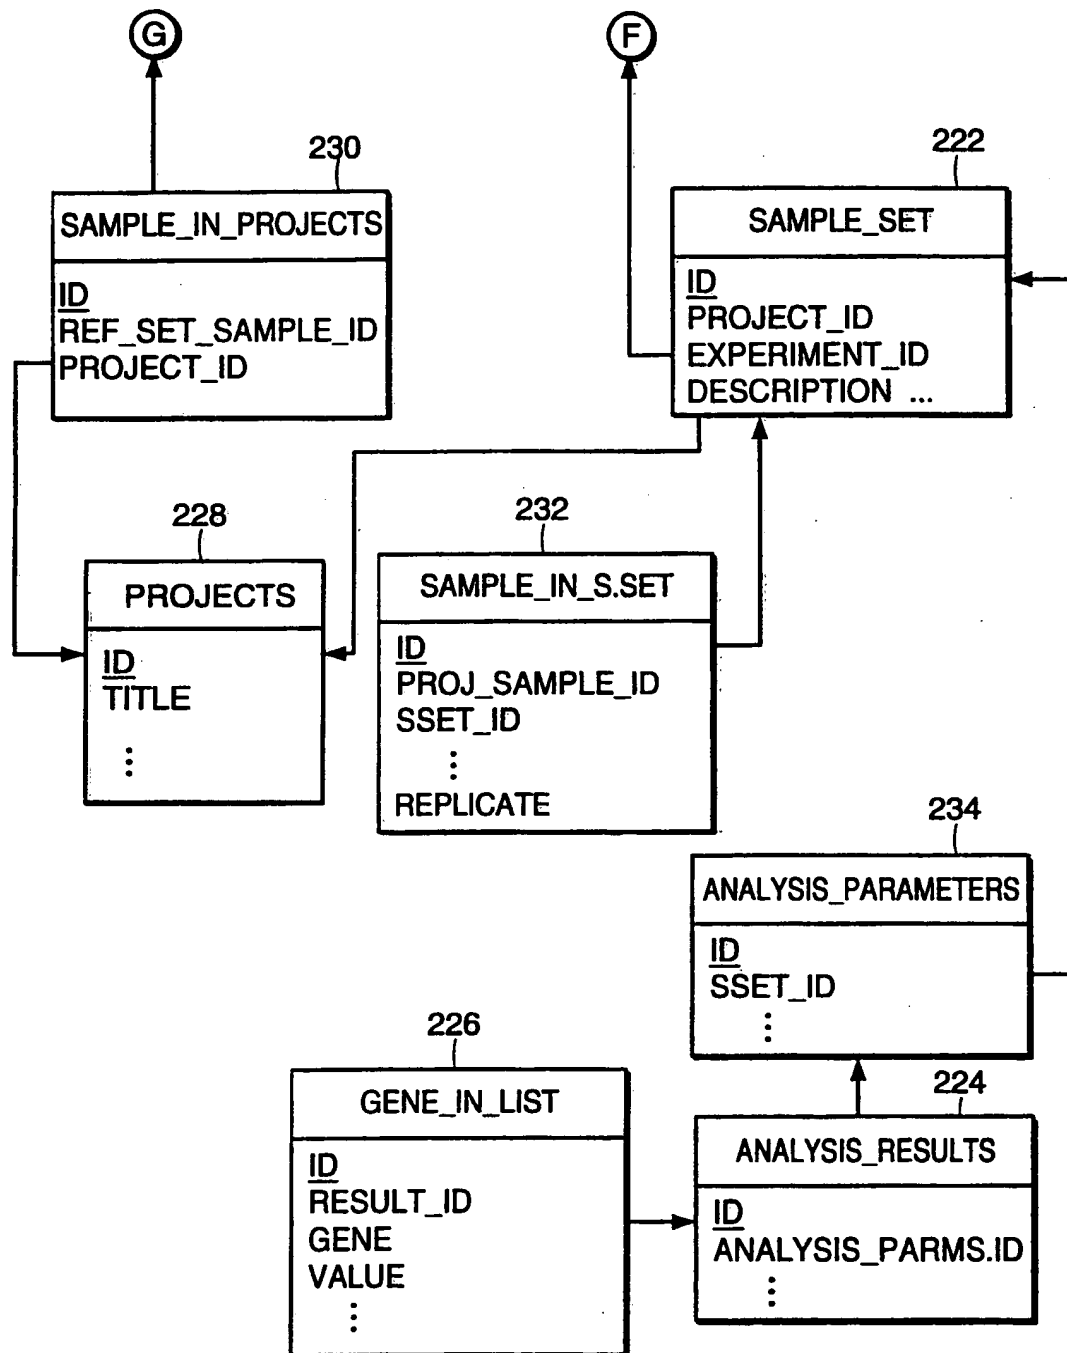 G
F
230
SAMPLE_IN_PROJECTS
ID
REF_SET_SAMPLE_ID
PROJECT_ID
222
SAMPLE_SET
ID
PROJECT_ID
EXPERIMENT_ID
DESCRIPTION ...
228
PROJECTS
ID
TITLE
⋮
232
SAMPLE_IN_S.SET
ID
PROJ_SAMPLE_ID
SSET_ID
⋮
REPLICATE
234
ANALYSIS_PARAMETERS
ID
SSET_ID
⋮
226
GENE_IN_LIST
ID
RESULT_ID
GENE
VALUE
⋮
224
ANALYSIS_RESULTS
ID
ANALYSIS_PARMS.ID
⋮